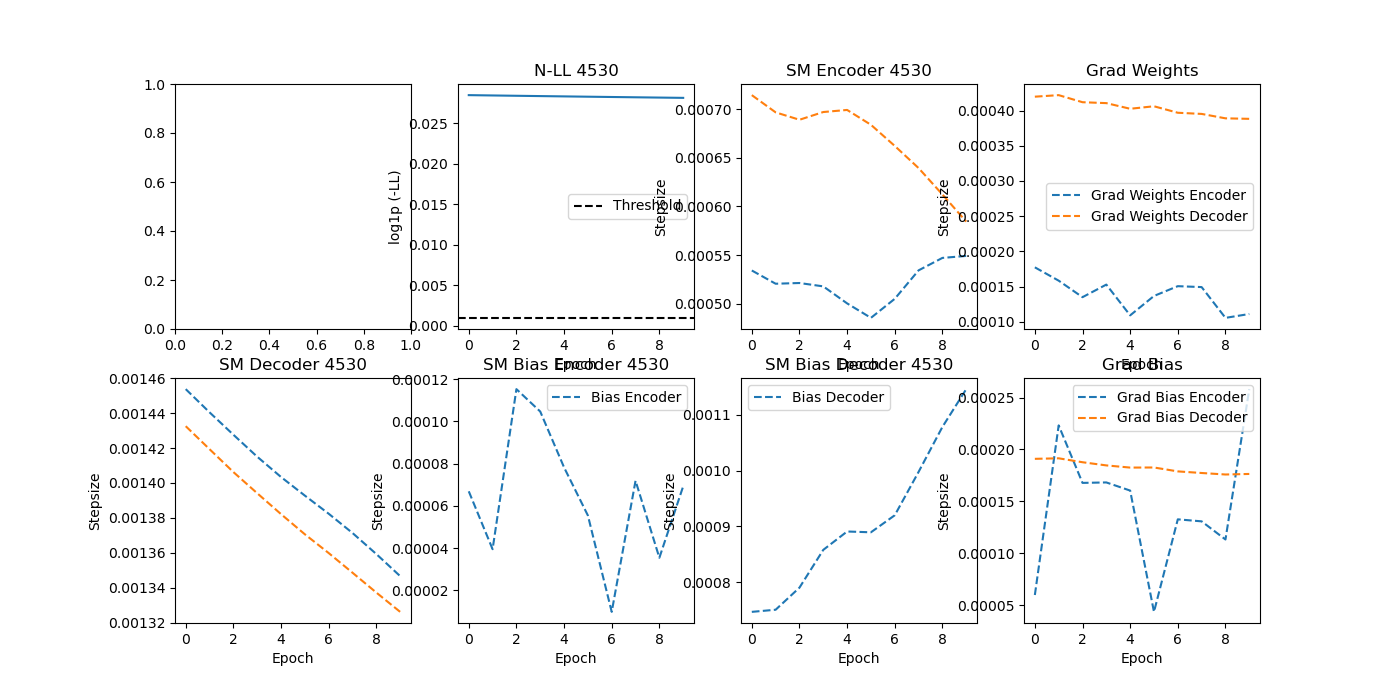 N-LL 4530
SM Encoder 4530
Grad Weights
1.0
0.8
0.6
0.4
0.2
0.0
0.0 0.2 0.4 0.6 0.8 1.0
log1p (-LL)
0.025
0.020
0.015
0.010
0.005
0.000
Threshold
0 2 4 6 8
Epoch
Stepsize
0.00070
0.00065
0.00060
0.00055
0.00050
0 2 4 6 8
Epoch
Stepsize
0.00040
0.00035
0.00030
0.00025
0.00020
0.00015
0.00010
Grad Weights Encoder
Grad Weights Decoder
0 2 4 6 8
Epoch
SM Decoder 4530
SM Bias Encoder 4530
SM Bias Decoder 4530
Grad Bias
Stepsize
0.00146
0.00144
0.00142
0.00140
0.00138
0.00136
0.00134
0.00132
0 2 4 6 8
Epoch
Stepsize
0.00012
0.00010
0.00008
0.00006
0.00004
0.00002
Bias Encoder
0 2 4 6 8
Epoch
Stepsize
0.0011
0.0010
0.0009
0.0008
Bias Decoder
0 2 4 6 8
Epoch
Stepsize
0.00025
0.00020
0.00015
0.00010
0.00005
Grad Bias Encoder
Grad Bias Decoder
0 2 4 6 8
Epoch